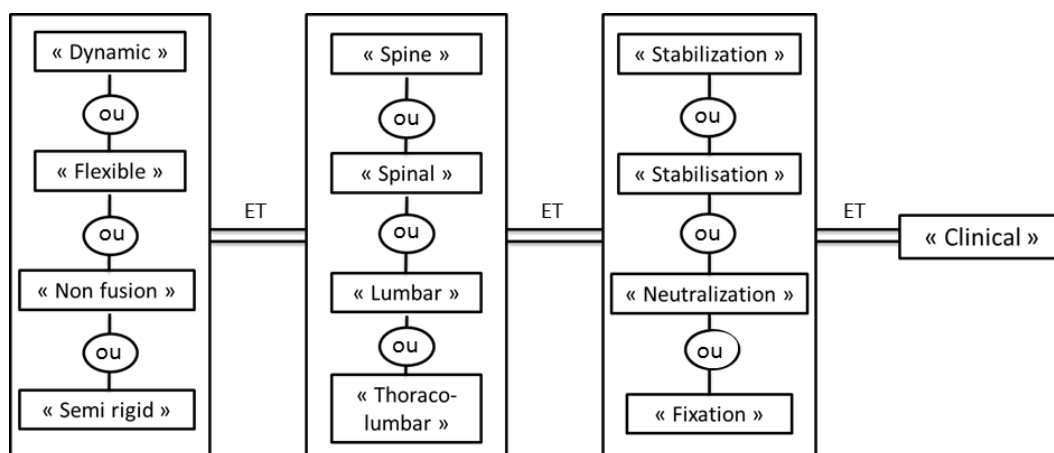 « Dynamic »
ou
« Flexible »
ou
« Non fusion »
ou
« Semi rigid »
ET
« Spine »
ou
« Spinal »
ou
« Lumbar »
ou
« Thoraco-
lumbar »
ET
« Stabilization »
ou
« Stabilisation »
ou
« Neutralization »
ou
« Fixation »
ET
« Clinical »